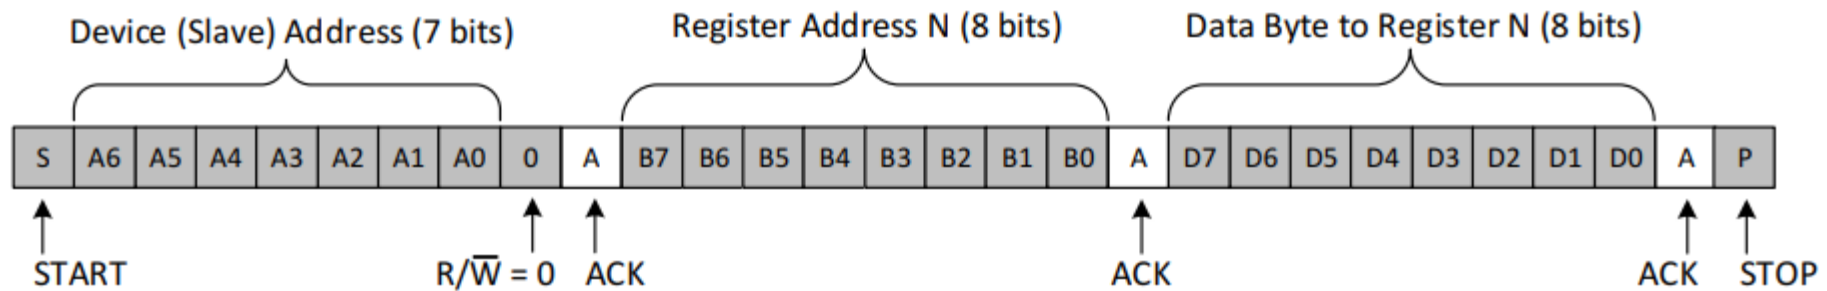 Device (Slave) Address (7 bits) Register Address N (8 bits) Data Byte to Register N (8 bits)
S A6 A5 A4 A3 A2 A1 A0 0 A B7 B6 B5 B4 B3 B2 B1 B0 A D7 D6 D5 D4 D3 D2 D1 D0 A P
START R/W̅ = 0 ACK ACK ACK STOP